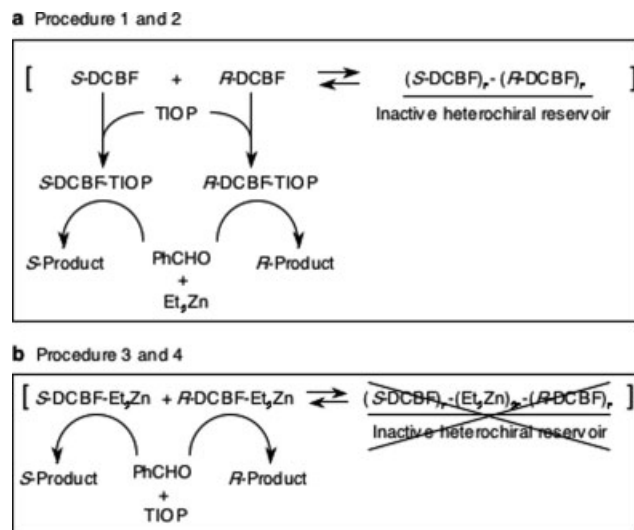 a Procedure 1 and 2
[ S-DCBF + R-DCBF ⇌ (S-DCBF)n-(R-DCBF)n ]
TIOP
Inactive heterochiral reservoir
S-DCBF-TIOP R-DCBF-TIOP
S-Product PhCHO R-Product
+
Et2Zn
b Procedure 3 and 4
[ S-DCBF-Et2Zn + R-DCBF-Et2Zn ⇌ (S-DCBF)n-(Et2Zn)2n-(R-DCBF)n ]
Inactive heterochiral reservoir
S-Product PhCHO R-Product
+
TIOP